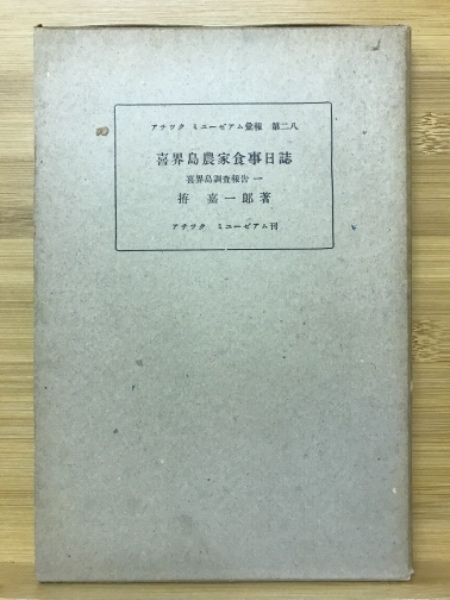 アチツク ミユーゼアム彙報 第二八
喜界島農家食事日誌
喜界島調査報告 一
拵 嘉一郎著
アチツク ミユーゼアム刊